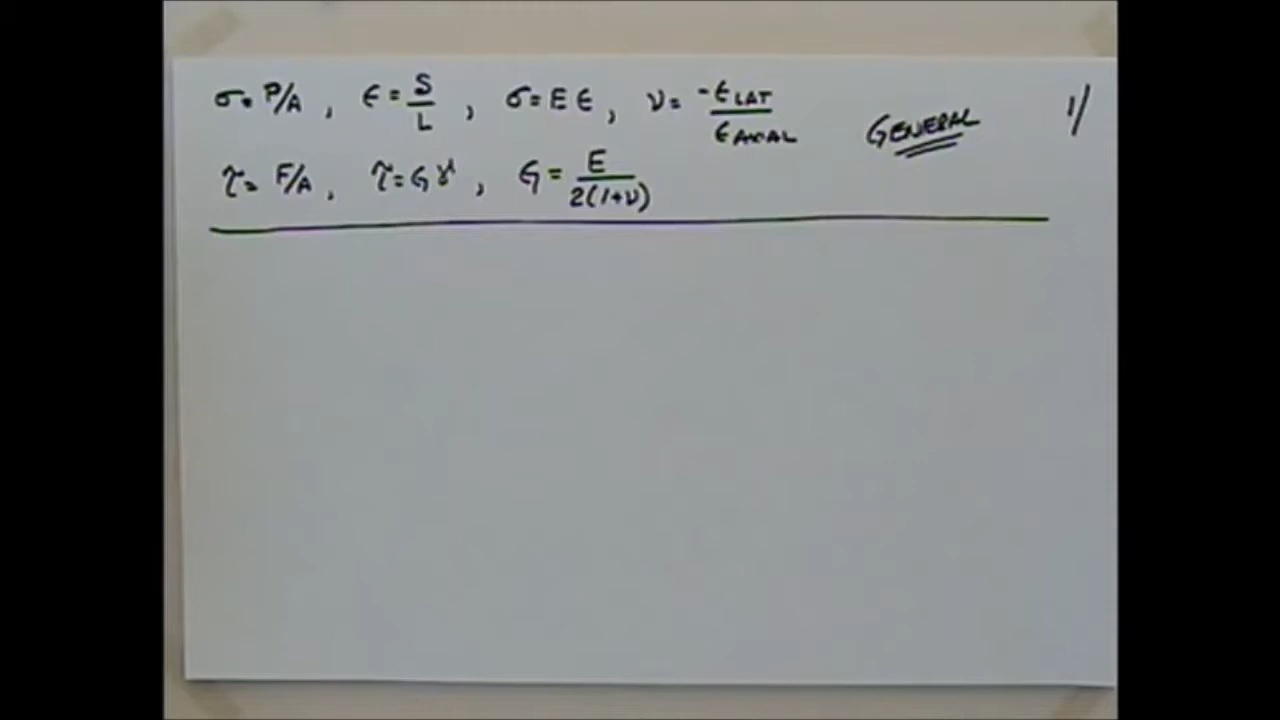 σ = P/A , ϵ = δ/L , σ = E ϵ , ν = -ϵLAT/ϵAXIAL GENERAL 1/
τ = F/A , τ = G γ , G = E/2(1+ν)